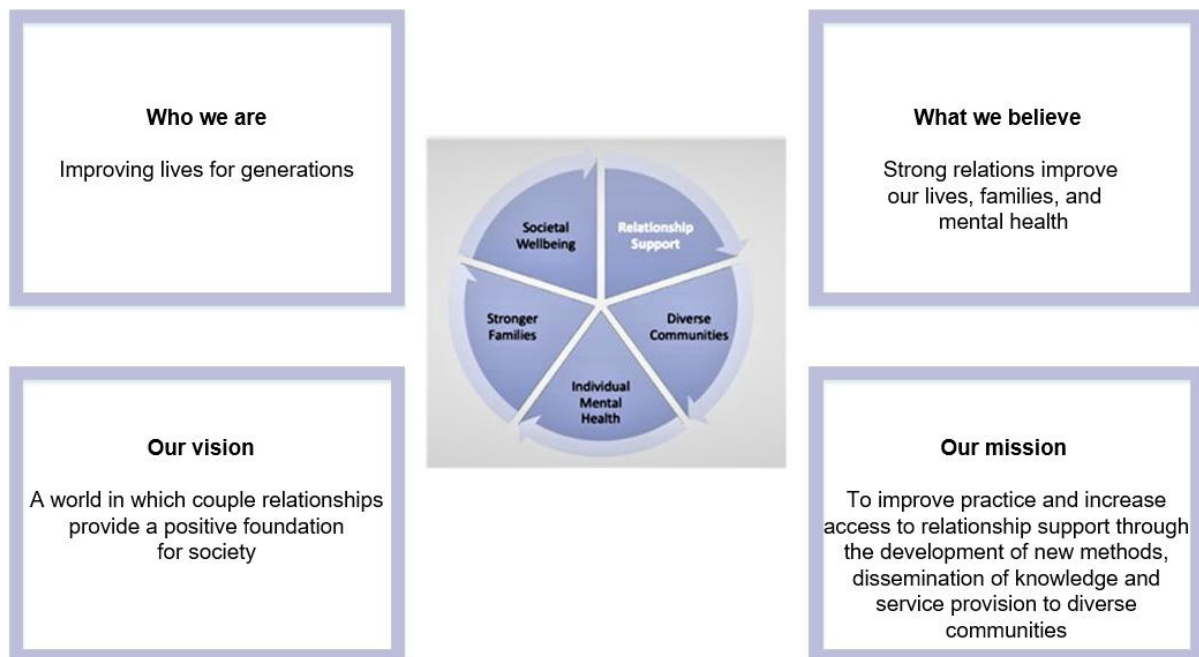 Who we are
Improving lives for generations
What we believe
Strong relations improve
our lives, families, and
mental health
Societal
Wellbeing
Relationship
Support
Stronger
Families
Diverse
Communities
Individual
Mental
Health
Our vision
A world in which couple relationships
provide a positive foundation
for society
Our mission
To improve practice and increase
access to relationship support through
the development of new methods,
dissemination of knowledge and
service provision to diverse
communities